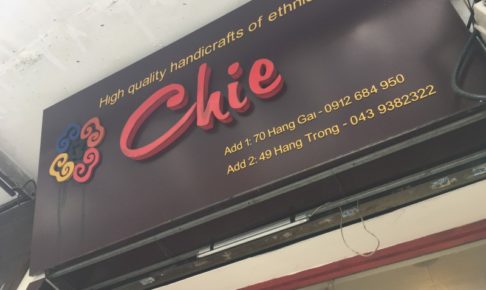 High quality handicrafts of ethnic
Chie
Add 1: 70 Hang Gai - 0912 684 950
Add 2: 49 Hang Trong - 043 9382322